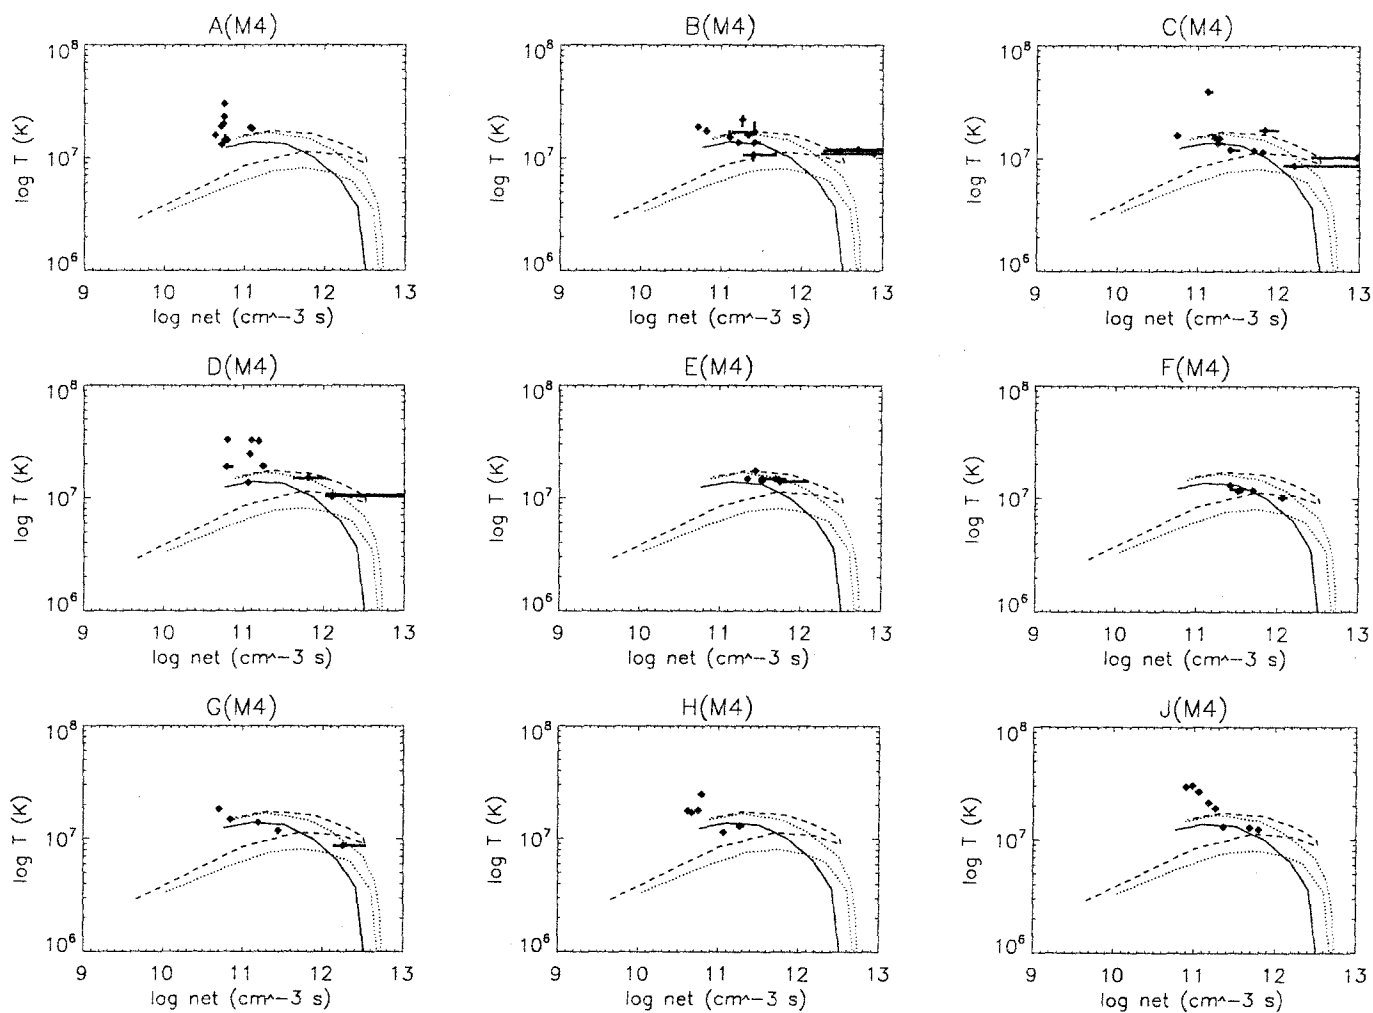 A(M4) B(M4) C(M4)
10^8 10^8 10^8
log T (K) log T (K) log T (K)
10^7 10^7 10^7
10^6 10^6 10^6
9 10 11 12 13 9 10 11 12 13 9 10 11 12 13
log net (cm^-3 s) log net (cm^-3 s) log net (cm^-3 s)
D(M4) E(M4) F(M4)
10^8 10^8 10^8
log T (K) log T (K) log T (K)
10^7 10^7 10^7
10^6 10^6 10^6
9 10 11 12 13 9 10 11 12 13 9 10 11 12 13
log net (cm^-3 s) log net (cm^-3 s) log net (cm^-3 s)
G(M4) H(M4) J(M4)
10^8 10^8 10^8
log T (K) log T (K) log T (K)
10^7 10^7 10^7
10^6 10^6 10^6
9 10 11 12 13 9 10 11 12 13 9 10 11 12 13
log net (cm^-3 s) log net (cm^-3 s) log net (cm^-3 s)